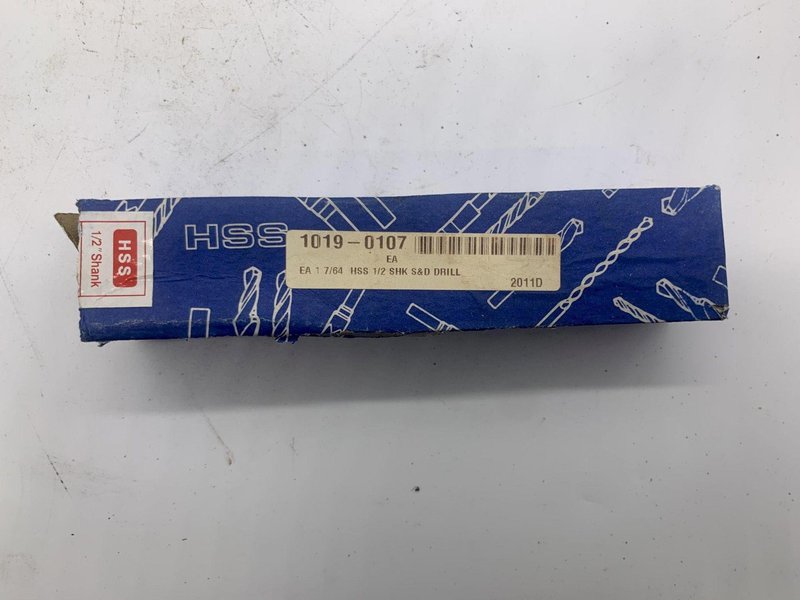 HSS
1/2" Shank
HSS
1019-0107
EA
EA 1 7/64 HSS 1/2 SHK S&D DRILL
2011D